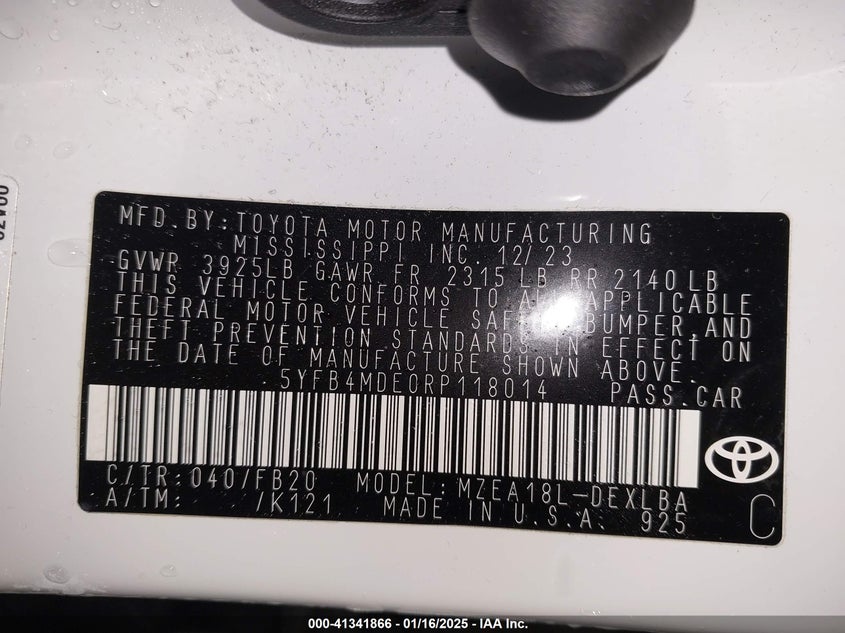 MFD.BY:TOYOTA MOTOR MANUFACTURING
MISSISSIPPI INC. 12/23
GVWR 3925LB GAWR FR 2315LB RR 2140LB
THIS VEHICLE CONFORMS TO ALL APPLICABLE
FEDERAL MOTOR VEHICLE SAFETY, BUMPER,AND
THEFT PREVENTION STANDARDS IN EFFECT ON
THE DATE OF MANUFACTURE SHOWN ABOVE.
5YFB4MDE0RP118014 PASS.CAR
C/TR:040/FB20 MODEL:MZEA18L-DEXLBA
A/TM: /K121 MADE IN U.S.A. 925
C
000-41341866 - 01/16/2025 - IAA Inc.